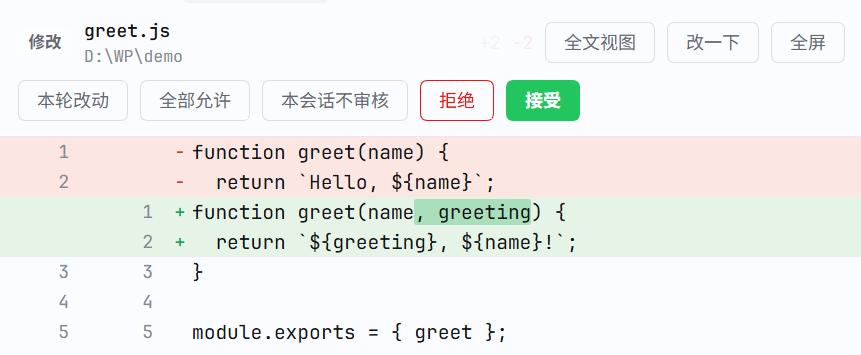 修改 greet.js
D:\WP\demo
+2 -2 全文视图 改一下 全屏
本轮改动 全部允许 本会话不审核 拒绝 接受
1 - function greet(name) {
2 -   return `Hello, ${name}`;
1 + function greet(name, greeting) {
2 +   return `${greeting}, ${name}!`;
3 3 }
4 4
5 5 module.exports = { greet };